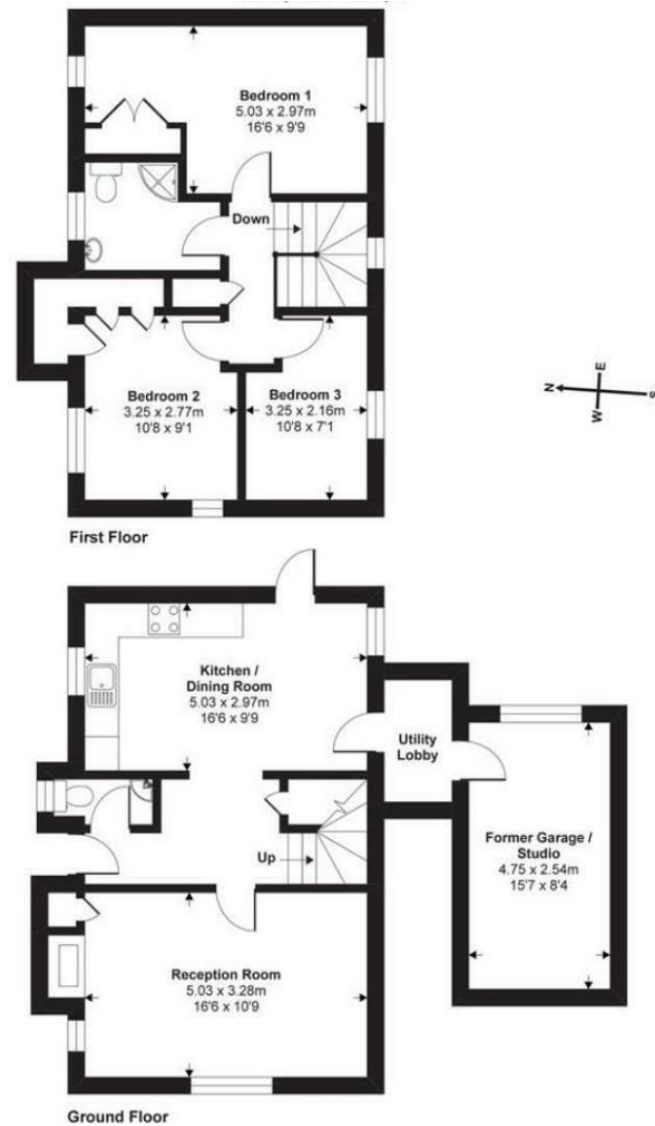 Bedroom 1
5.03 x 2.97m
16'6 x 9'9
Down
Bedroom 2
3.25 x 2.77m
10'8 x 9'1
Bedroom 3
3.25 x 2.16m
10'8 x 7'1
N
E
W
S
First Floor
Kitchen /
Dining Room
5.03 x 2.97m
16'6 x 9'9
Utility
Lobby
Former Garage /
Studio
4.75 x 2.54m
15'7 x 8'4
Up
Reception Room
5.03 x 3.28m
16'6 x 10'9
Ground Floor